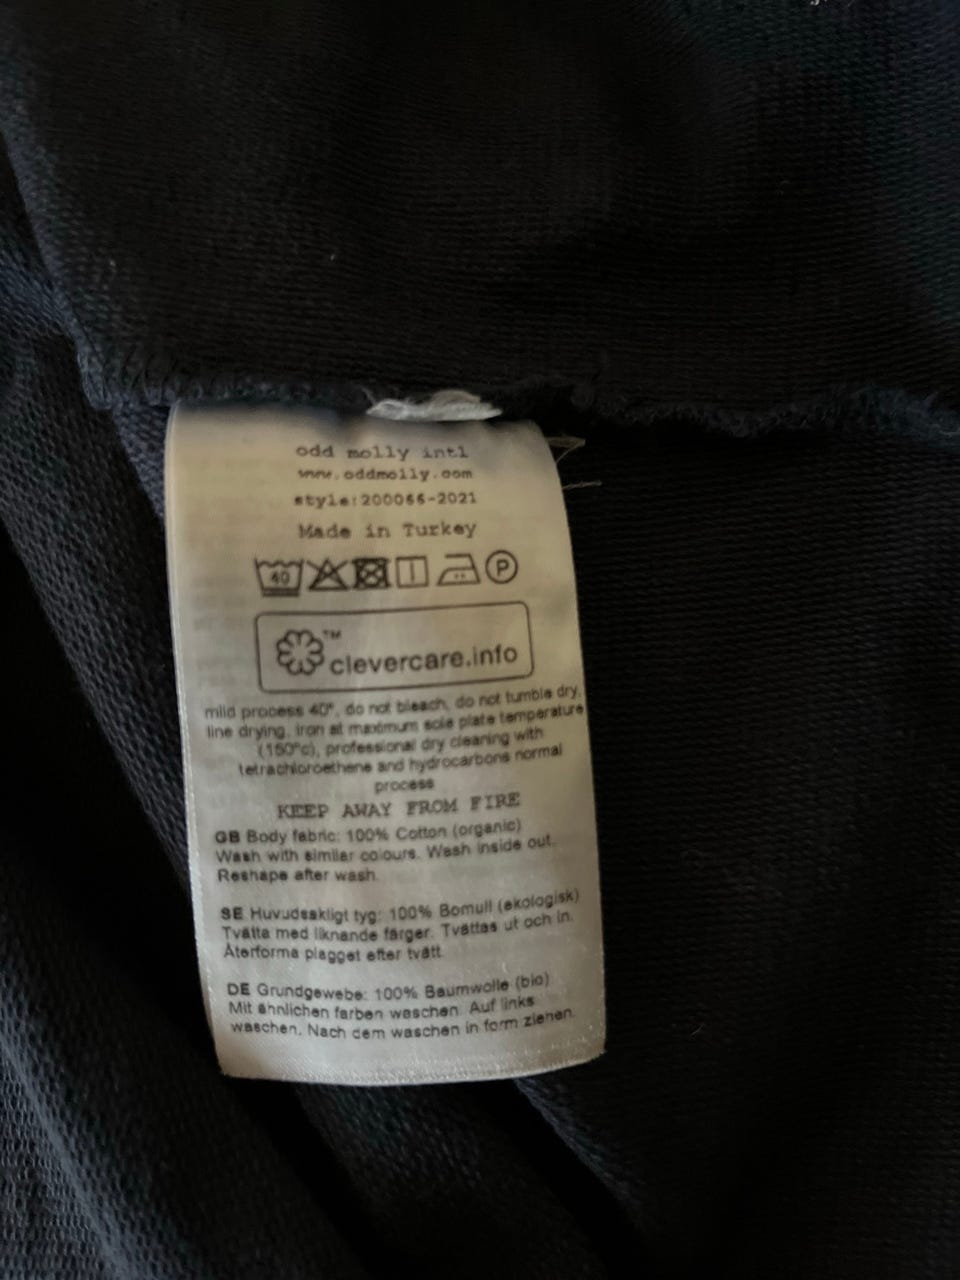 odd molly intl
www.oddmolly.com
style:200066-2021
Made in Turkey
40 P
™
clevercare.info
mild process 40°, do not bleach, do not tumble dry,
line drying, iron at maximum sole plate temperature
(150°c), professional dry cleaning with
tetrachloroethene and hydrocarbons normal
process
KEEP AWAY FROM FIRE
GB Body fabric: 100% Cotton (organic)
Wash with similar colours. Wash inside out.
Reshape after wash.
SE Huvudsakligt tyg: 100% Bomull (ekologisk)
Tvätta med liknande färger. Tvättas ut och in.
Återforma plagget efter tvätt.
DE Grundgewebe: 100% Baumwolle (bio)
Mit ähnlichen farben waschen. Auf links
waschen. Nach dem waschen in form ziehen.